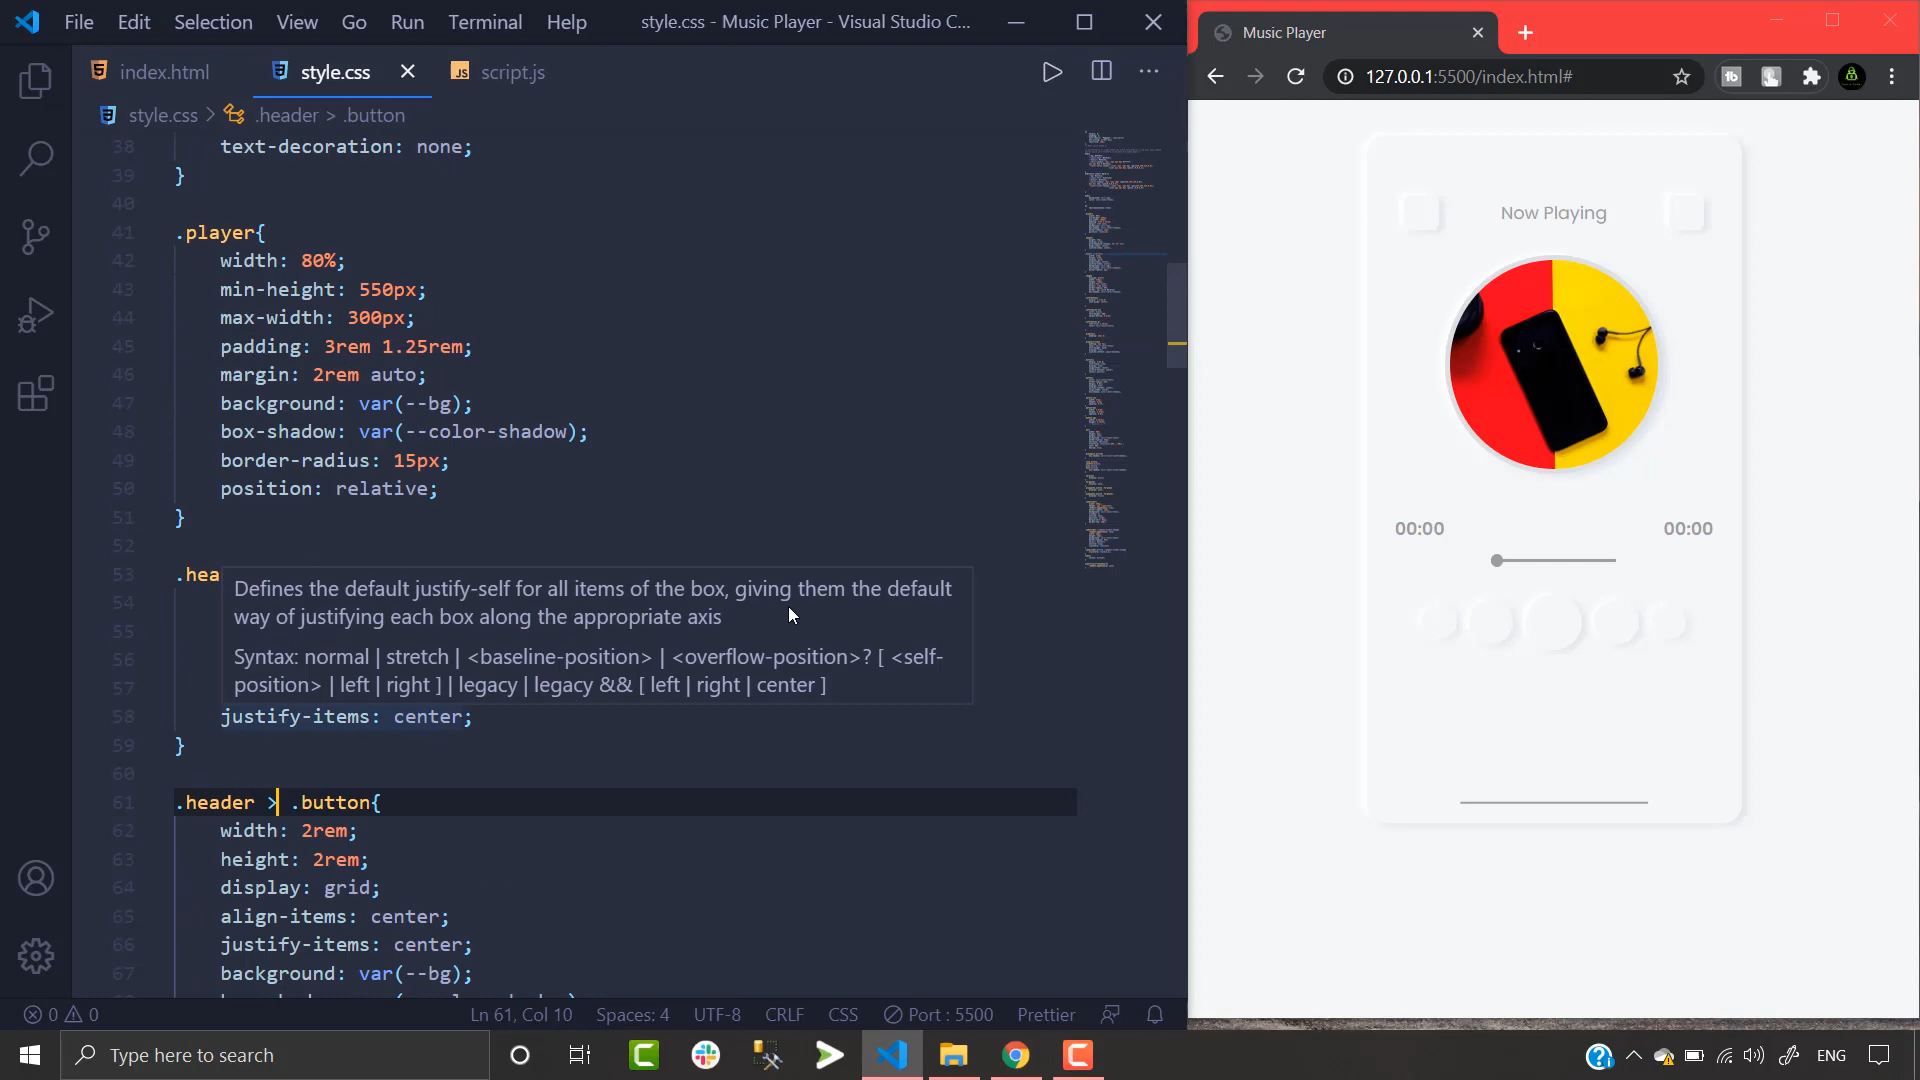 File Edit Selection View Go Run Terminal Help style.css - Music Player - Visual Studio C...
index.html style.css script.js
style.css > .header > .button
38 text-decoration: none;
39 }
40
41 .player{
42 width: 80%;
43 min-height: 550px;
44 max-width: 300px;
45 padding: 3rem 1.25rem;
46 margin: 2rem auto;
47 background: var(--bg);
48 box-shadow: var(--color-shadow);
49 border-radius: 15px;
50 position: relative;
51 }
52
53 .hea
54
55
56
57
Defines the default justify-self for all items of the box, giving them the default
way of justifying each box along the appropriate axis
Syntax: normal | stretch | <baseline-position> | <overflow-position>? [ <self-
position> | left | right ] | legacy | legacy && [ left | right | center ]
58 justify-items: center;
59 }
60
61 .header > .button{
62 width: 2rem;
63 height: 2rem;
64 display: grid;
65 align-items: center;
66 justify-items: center;
67 background: var(--bg);
0 0 Ln 61, Col 10 Spaces: 4 UTF-8 CRLF CSS Port : 5500 Prettier
Music Player
127.0.0.1:5500/index.html#
Now Playing
00:00 00:00
Type here to search
ENG